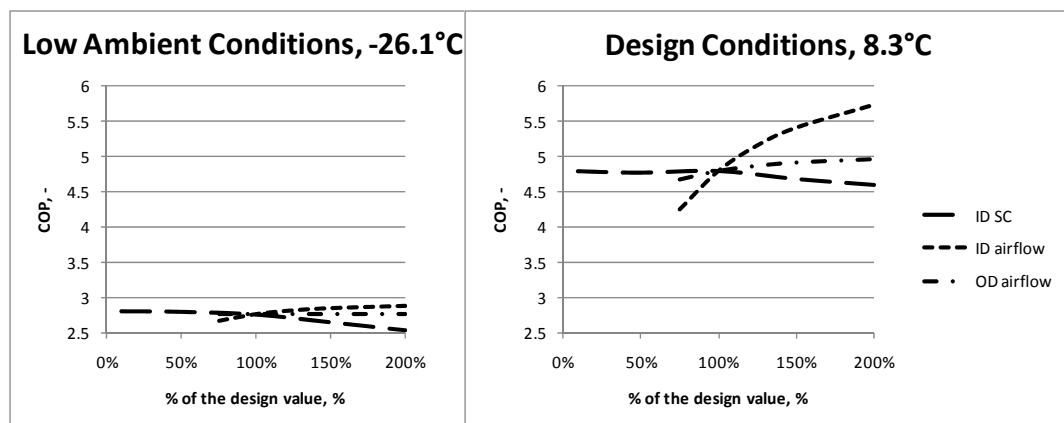 Low Ambient Conditions, -26.1°C
6
5.5
5
4.5
4
3.5
3
2.5
COP, -
0% 50% 100% 150% 200%
% of the design value, %
Design Conditions, 8.3°C
6
5.5
5
4.5
4
3.5
3
2.5
COP, -
0% 50% 100% 150% 200%
% of the design value, %
ID SC
ID airflow
OD airflow